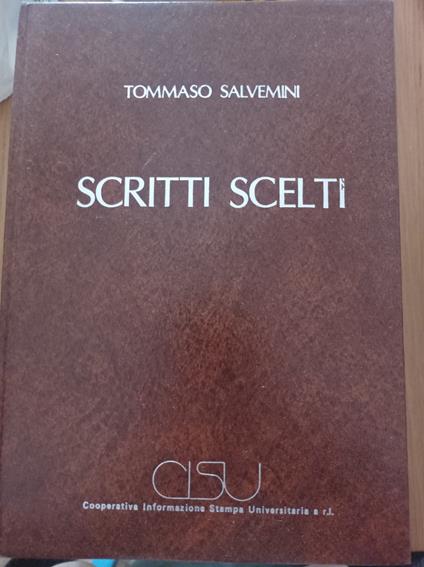 TOMMASO SALVEMINI
SCRITTI SCELTI
CISU
Cooperativa Informazione Stampa Universitaria a r.l.